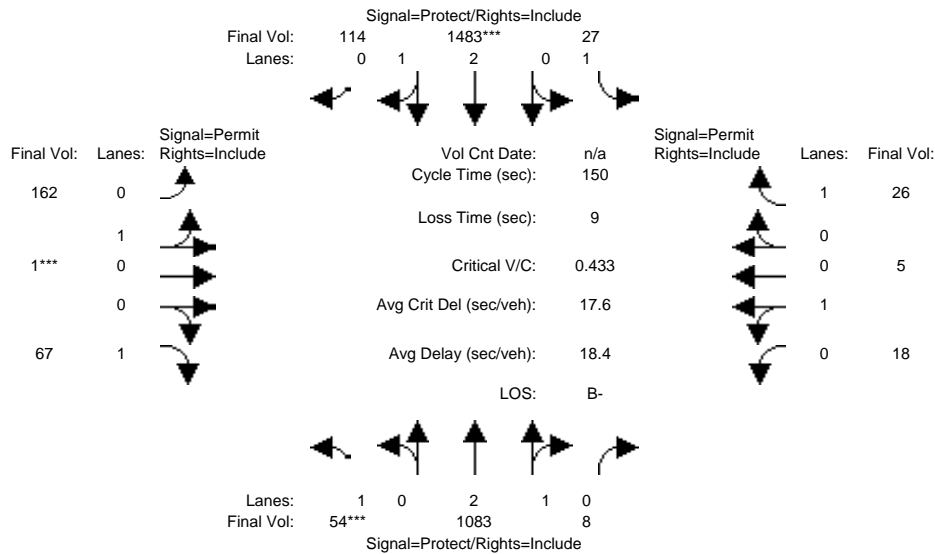 Signal=Protect/Rights=Include
Final Vol: 114 1483*** 27
Lanes: 0 1 2 0 1
Signal=Permit Signal=Permit
Final Vol: Lanes: Rights=Include Vol Cnt Date: n/a Rights=Include Lanes: Final Vol:
Cycle Time (sec): 150
162 0 1 26
Loss Time (sec): 9
1 0
1*** 0 Critical V/C: 0.433 0 5
0 Avg Crit Del (sec/veh): 17.6 1
67 1 Avg Delay (sec/veh): 18.4 0 18
LOS: B-
Lanes: 1 0 2 1 0
Final Vol: 54*** 1083 8
Signal=Protect/Rights=Include